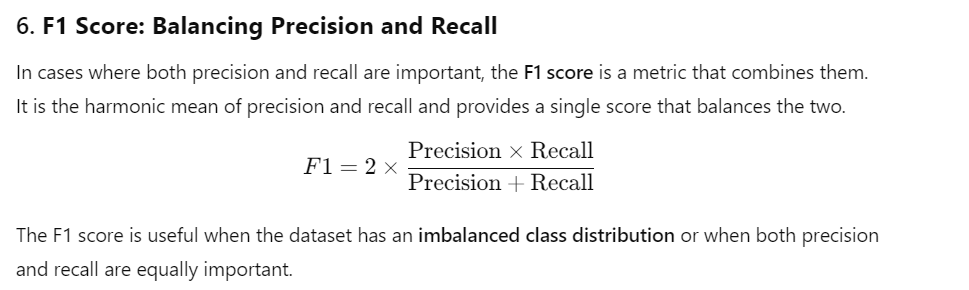 6. F1 Score: Balancing Precision and Recall
In cases where both precision and recall are important, the F1 score is a metric that combines them.
It is the harmonic mean of precision and recall and provides a single score that balances the two.
F1 = 2 × Precision × Recall / Precision + Recall
The F1 score is useful when the dataset has an imbalanced class distribution or when both precision
and recall are equally important.